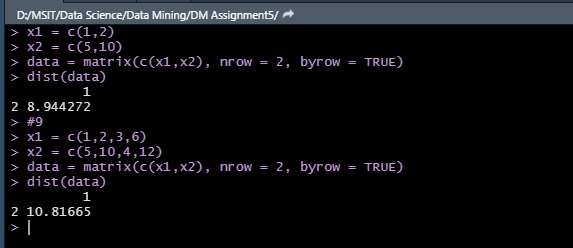 D:/MSIT/Data Science/Data Mining/DM Assignment5/
> x1 = c(1,2)
> x2 = c(5,10)
> data = matrix(c(x1,x2), nrow = 2, byrow = TRUE)
> dist(data)
         1
2 8.944272
> #9
> x1 = c(1,2,3,6)
> x2 = c(5,10,4,12)
> data = matrix(c(x1,x2), nrow = 2, byrow = TRUE)
> dist(data)
         1
2 10.81665
>